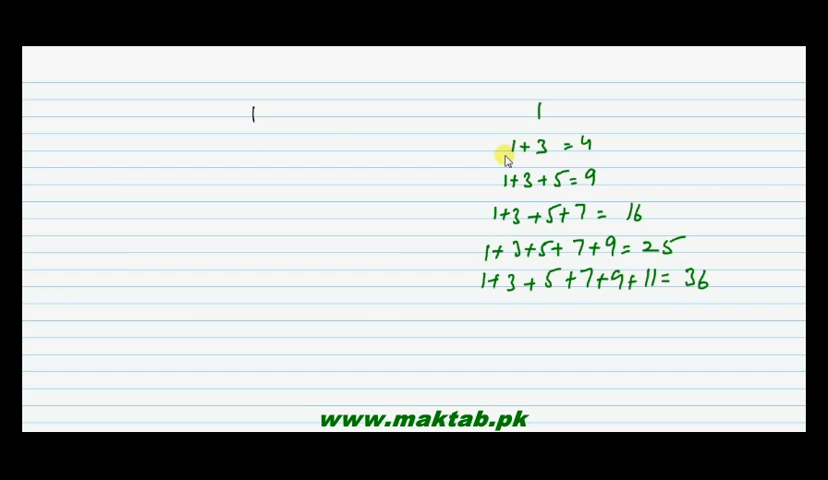 1 1
1+3 = 4
1+3+5=9
1+3+5+7 = 16
1+3+5+7+9=25
1+3+5+7+9+11= 36
www.maktab.pk